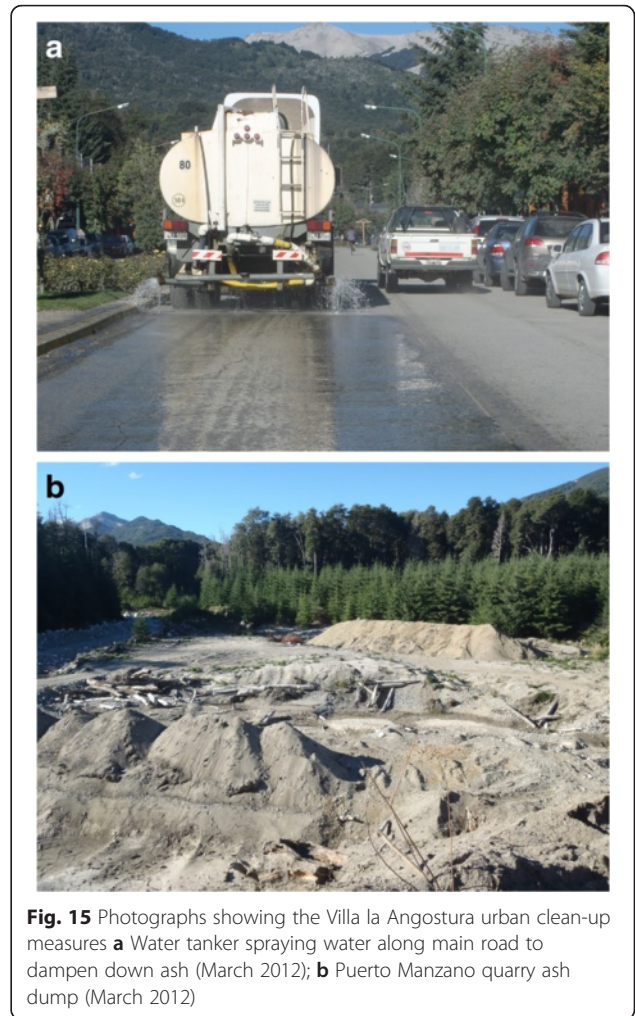 a
80
b
Fig. 15 Photographs showing the Villa la Angostura urban clean-up
measures a Water tanker spraying water along main road to
dampen down ash (March 2012); b Puerto Manzano quarry ash
dump (March 2012)